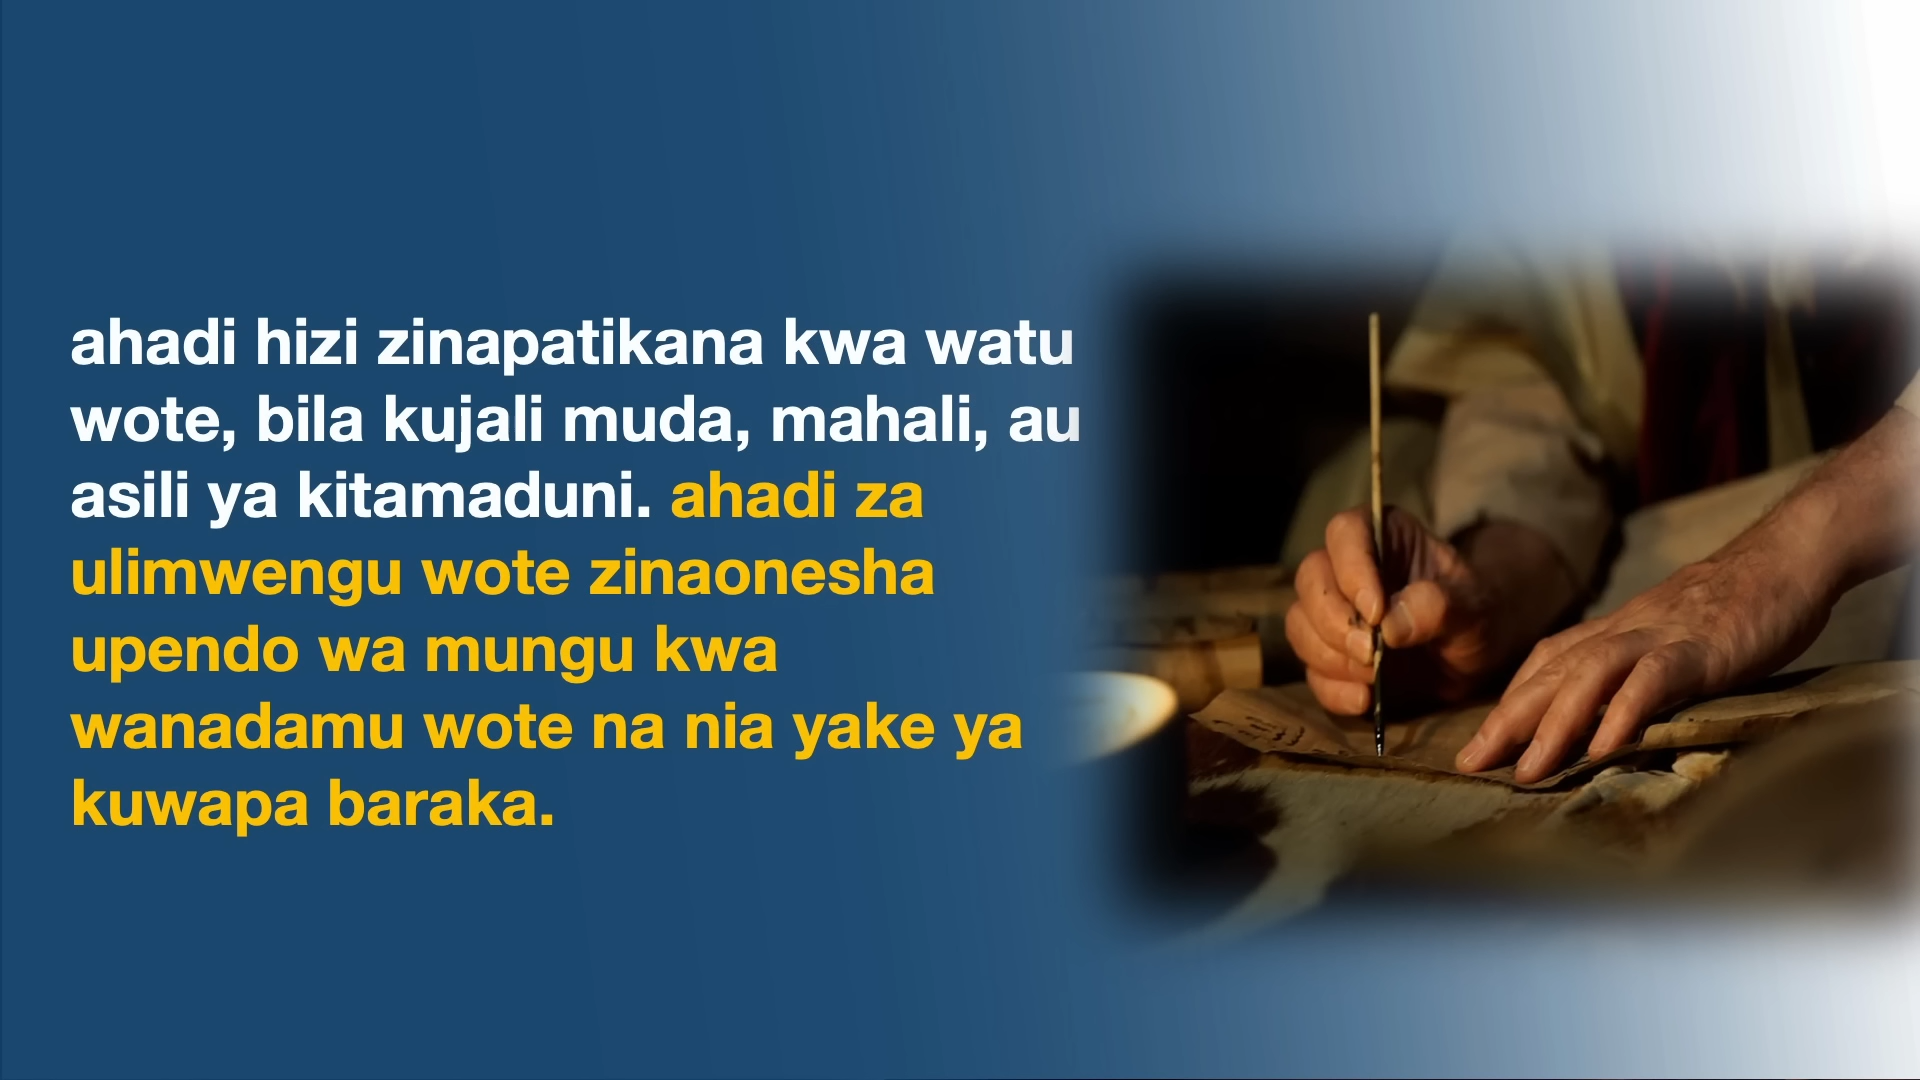 ahadi hizi zinapatikana kwa watu
wote, bila kujali muda, mahali, au
asili ya kitamaduni. ahadi za
ulimwengu wote zinaonesha
upendo wa mungu kwa
wanadamu wote na nia yake ya
kuwapa baraka.